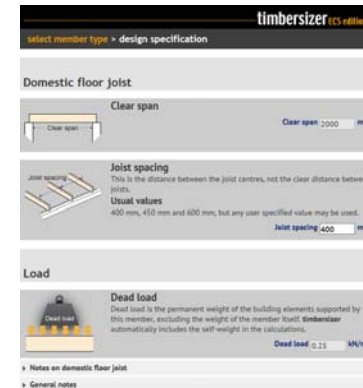 timbersizer EC5 edition
select member type > design specification
Domestic floor joist
Clear span
Clear span
Clear span 2000 m
Joist spacing
Joist spacing
This is the distance between the joist centres, not the clear distance between
joists.
Usual values
400 mm, 450 mm and 600 mm, but any user specified value may be used.
Joist spacing 400 m
Load
Dead load
Dead load
Dead load is the permanent weight of the building elements supported by
this member, excluding the weight of the member itself. timbersizer
automatically includes the self-weight in the calculations.
Dead load 0.25 kN/
▸ Notes on domestic floor joist
▸ General notes